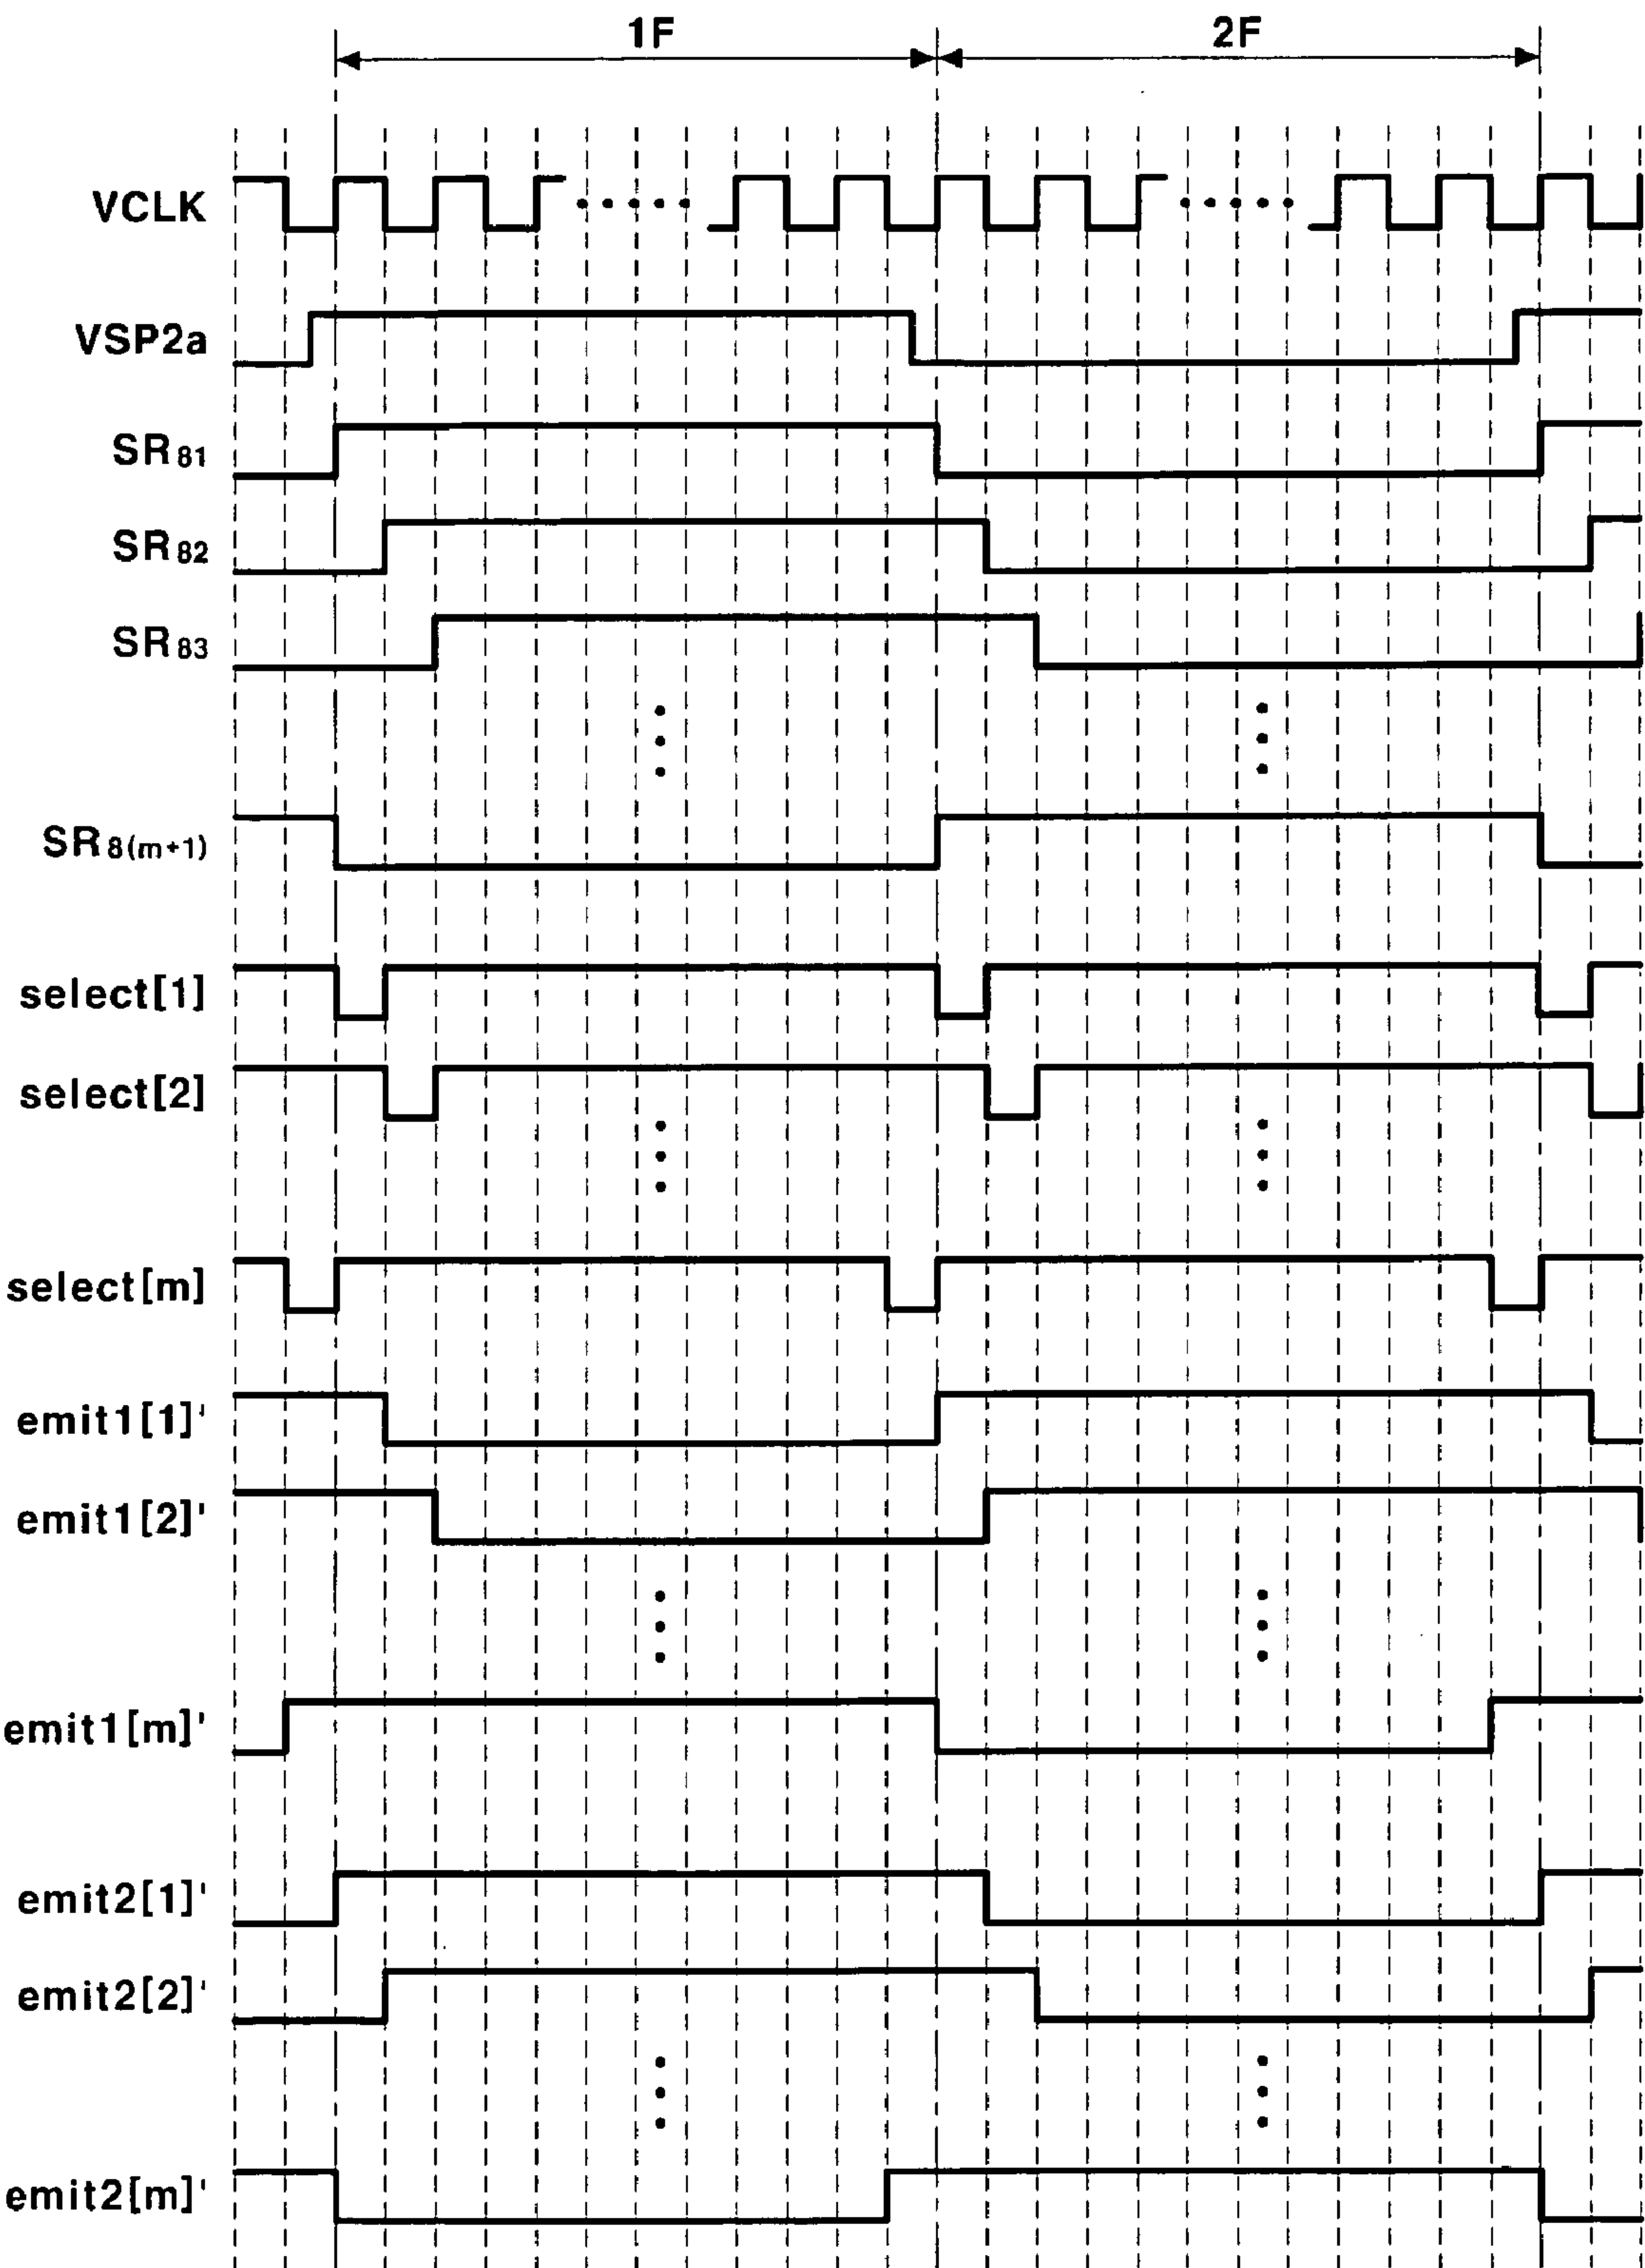 1F 2F
VCLK
VSP2a
SR81
SR82
SR83
SR8(m+1)
select[1]
select[2]
select[m]
emit1[1]'
emit1[2]'
emit1[m]'
emit2[1]'
emit2[2]'
emit2[m]'